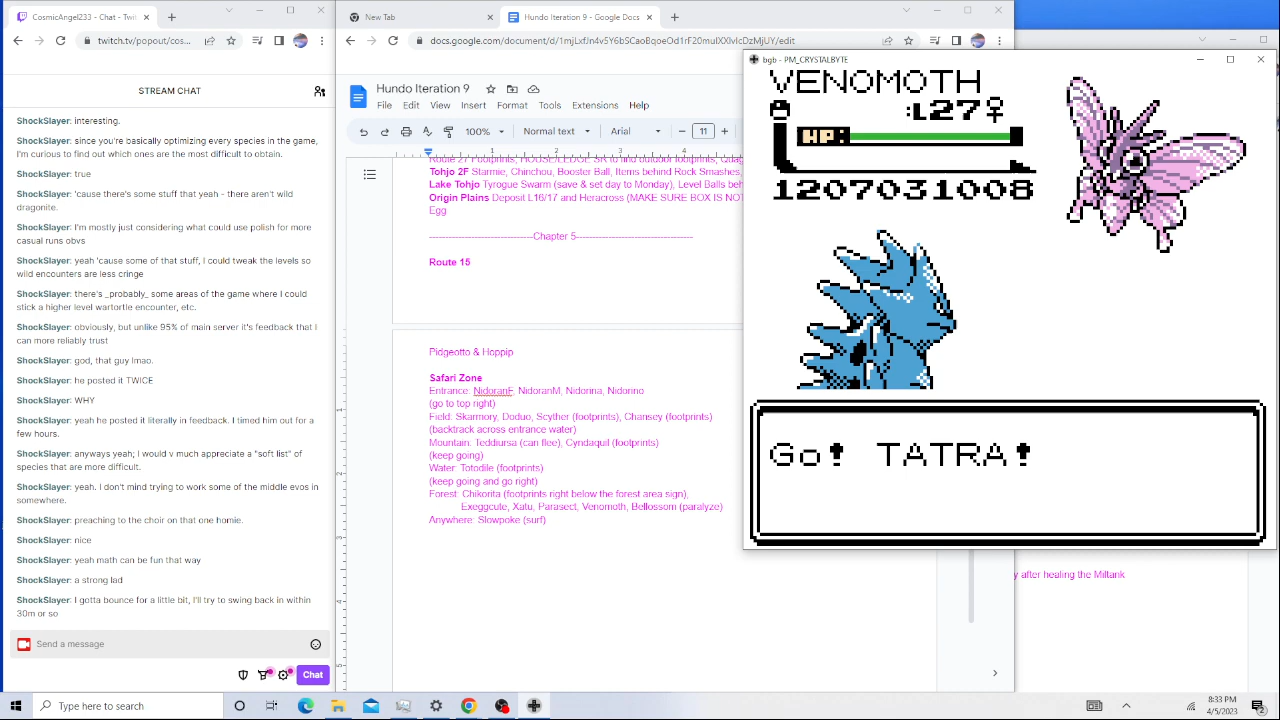 CosmicAngel233 - Chat - Twit
twitch.tv/popout/cos...
STREAM CHAT
ShockSlayer: interesting.
ShockSlayer: since you're basically optimizing every species in the game,
I'm curious to find out which ones are the most difficult to obtain.
ShockSlayer: true
ShockSlayer: 'cause there's some stuff that yeah - there aren't wild
dragonite.
ShockSlayer: I'm mostly just considering what could use polish for more
casual runs obvs
ShockSlayer: yeah 'cause some of that stuff, I could tweak the levels so
wild encounters are less cringe
ShockSlayer: there's _probably_ some areas of the game where I could
stick a higher level wartortle encounter, etc.
ShockSlayer: obviously, but unlike 95% of main server it's feedback that I
can more reliably trust
ShockSlayer: god, that guy lmao.
ShockSlayer: he posted it TWICE
ShockSlayer: WHY
ShockSlayer: yeah he posted it literally in feedback. I timed him out for a
few hours.
ShockSlayer: anyways yeah; I would v much appreciate a "soft list" of
species that are more difficult.
ShockSlayer: yeah. I don't mind trying to work some of the middle evos in
somewhere.
ShockSlayer: preaching to the choir on that one homie.
ShockSlayer: nice
ShockSlayer: yeah math can be fun that way
ShockSlayer: a strong lad
ShockSlayer: I gotta bounce for a little bit, I'll try to swing back in within
30m or so
Send a message
Chat
New Tab
Hundo Iteration 9 - Google Docs
docs.google.com/document/d/1mjLxfJn4v5Y6bSCaoBqoeOd1rF20muIXXIvIcDzMjUY/edit
Hundo Iteration 9
File Edit View Insert Format Tools Extensions Help
100% Normal text Arial 11
1 2 3 4
Tohjo 2F Starmie, Chinchou, Booster Ball, Items behind Rock Smashes,
Lake Tohjo Tyrogue Swarm (save & set day to Monday), Level Balls beh
Origin Plains Deposit L16/17 and Heracross (MAKE SURE BOX IS NOT
Egg
------------------------------------Chapter 5------------------------------------
Route 15
Pidgeotto & Hoppip
Safari Zone
Entrance: NidoranF, NidoranM, Nidorina, Nidorino
(go to top right)
Field: Skarmory, Doduo, Scyther (footprints), Chansey (footprints)
(backtrack across entrance water)
Mountain: Teddiursa (can flee), Cyndaquil (footprints)
(keep going)
Water: Totodile (footprints)
(keep going and go right)
Forest: Chikorita (footprints right below the forest area sign),
Exeggcute, Xatu, Parasect, Venomoth, Bellossom (paralyze)
Anywhere: Slowpoke (surf)
y after healing the Miltank
bgb - PM_CRYSTALBYTE
VENOMOTH
:L27♀
HP:
1207031008
Go! TATRA!
Type here to search
8:33 PM
4/5/2023
2